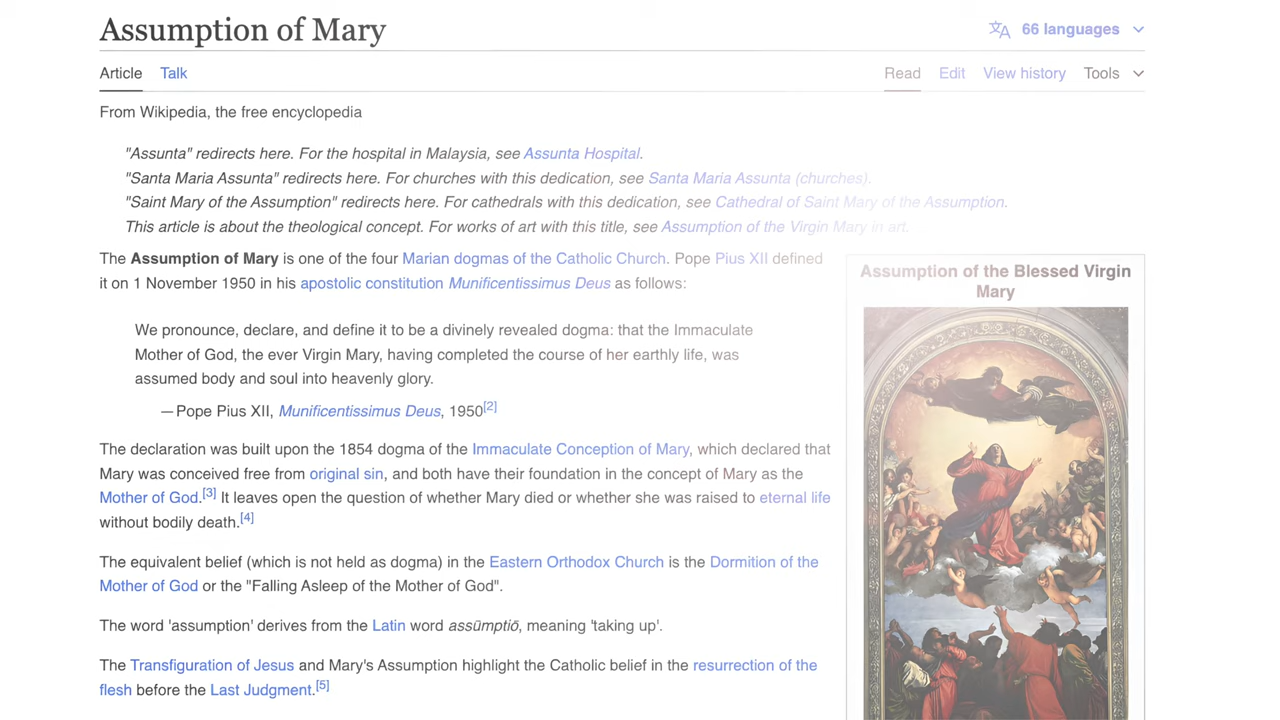 Assumption of Mary
66 languages
Article Talk
Read Edit View history Tools
From Wikipedia, the free encyclopedia
"Assunta" redirects here. For the hospital in Malaysia, see Assunta Hospital.
"Santa Maria Assunta" redirects here. For churches with this dedication, see Santa Maria Assunta (churches).
"Saint Mary of the Assumption" redirects here. For cathedrals with this dedication, see Cathedral of Saint Mary of the Assumption.
This article is about the theological concept. For works of art with this title, see Assumption of the Virgin Mary in art.
The Assumption of Mary is one of the four Marian dogmas of the Catholic Church. Pope Pius XII defined
it on 1 November 1950 in his apostolic constitution Munificentissimus Deus as follows:
We pronounce, declare, and define it to be a divinely revealed dogma: that the Immaculate
Mother of God, the ever Virgin Mary, having completed the course of her earthly life, was
assumed body and soul into heavenly glory.
— Pope Pius XII, Munificentissimus Deus, 1950[2]
The declaration was built upon the 1854 dogma of the Immaculate Conception of Mary, which declared that
Mary was conceived free from original sin, and both have their foundation in the concept of Mary as the
Mother of God.[3] It leaves open the question of whether Mary died or whether she was raised to eternal life
without bodily death.[4]
The equivalent belief (which is not held as dogma) in the Eastern Orthodox Church is the Dormition of the
Mother of God or the "Falling Asleep of the Mother of God".
The word 'assumption' derives from the Latin word assūmptiō, meaning 'taking up'.
The Transfiguration of Jesus and Mary's Assumption highlight the Catholic belief in the resurrection of the
flesh before the Last Judgment.[5]
Assumption of the Blessed Virgin
Mary